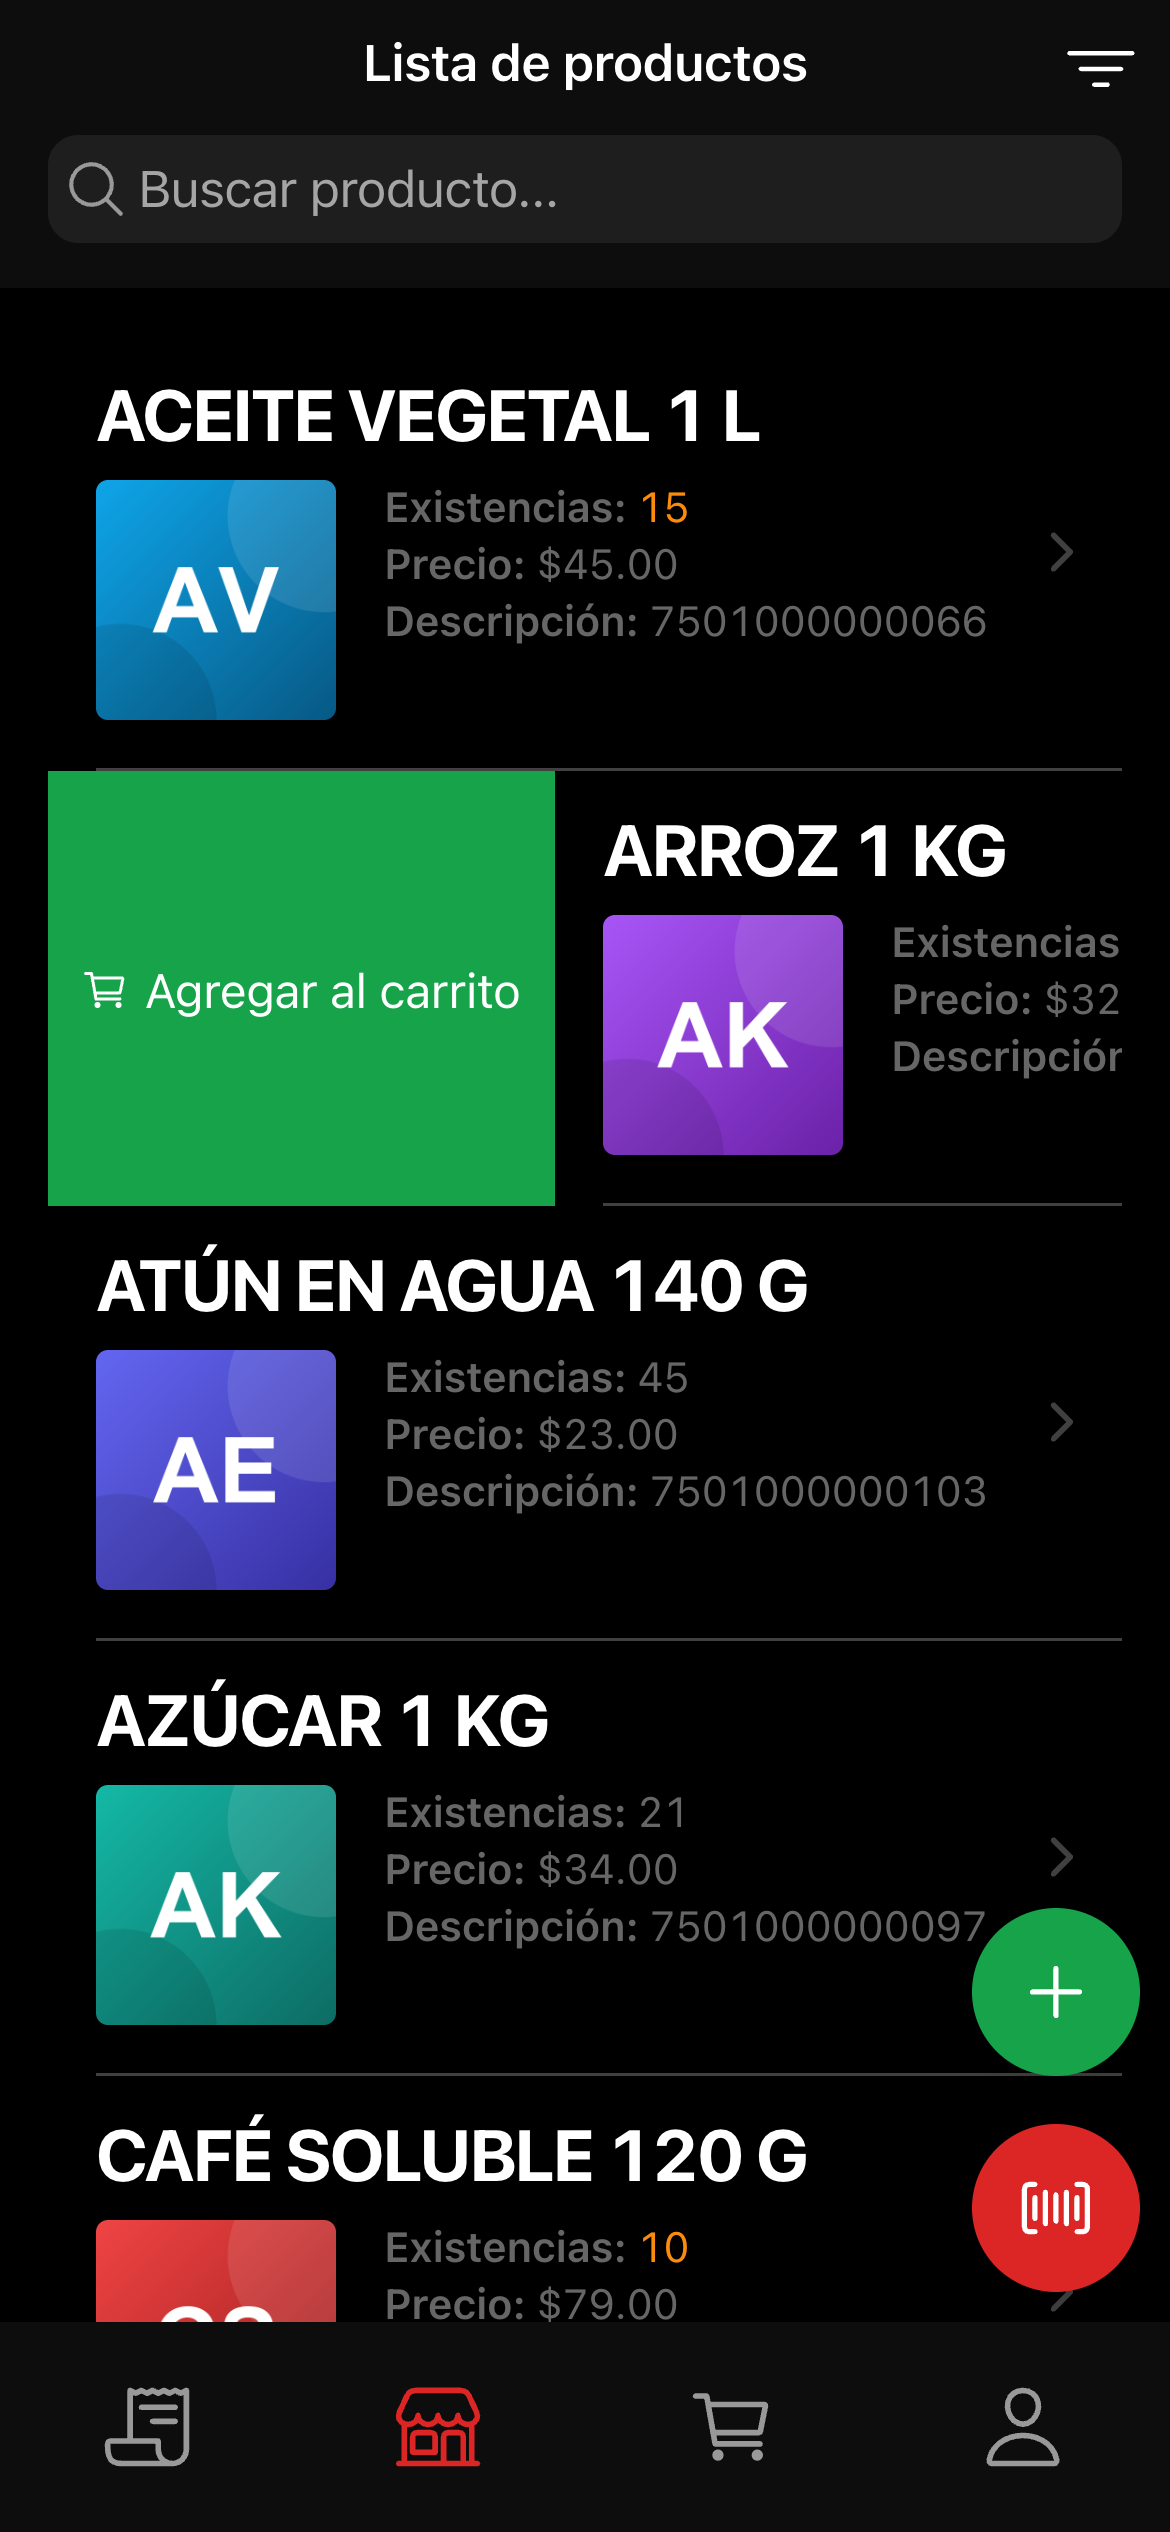 Lista de productos
Buscar producto...
ACEITE VEGETAL 1 L
AV
Existencias: 15
Precio: $45.00
Descripción: 7501000000066
Agregar al carrito
ARROZ 1 KG
AK
Existencias
Precio: $32
Descripción
ATÚN EN AGUA 140 G
AE
Existencias: 45
Precio: $23.00
Descripción: 7501000000103
AZÚCAR 1 KG
AK
Existencias: 21
Precio: $34.00
Descripción: 7501000000097
CAFÉ SOLUBLE 120 G
CS
Existencias: 10
Precio: $79.00